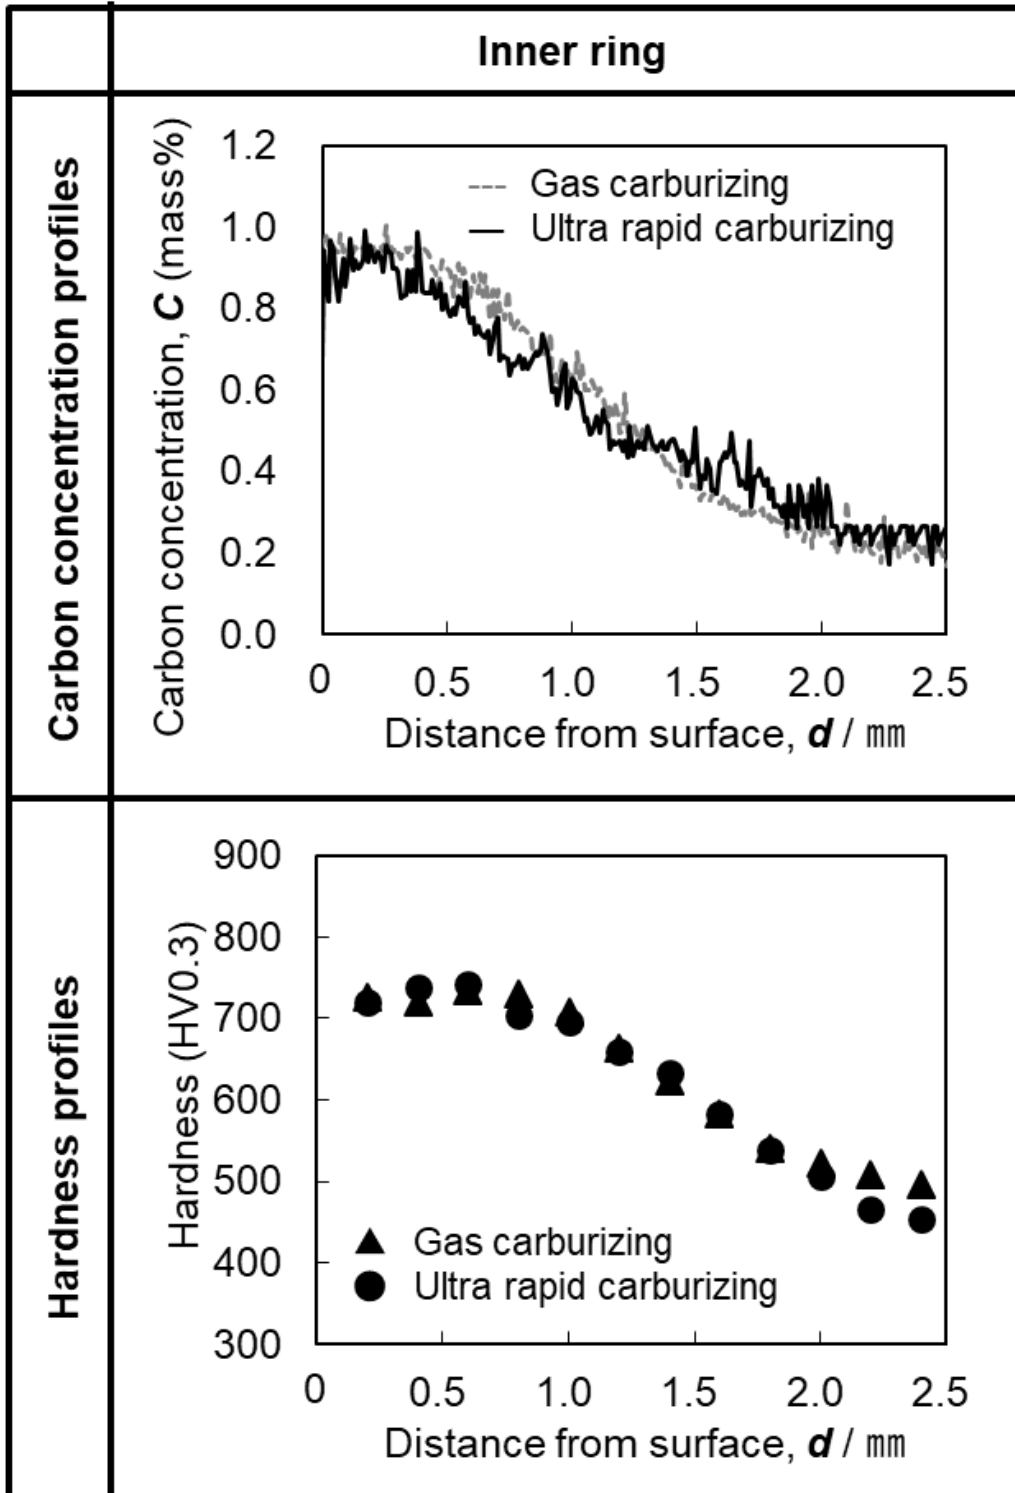 Inner ring
Carbon concentration profiles
Carbon concentration, C (mass%)
1.2
1.0
0.8
0.6
0.4
0.2
0.0
Gas carburizing
Ultra rapid carburizing
0 0.5 1.0 1.5 2.0 2.5
Distance from surface, d / ㎜
Hardness profiles
Hardness (HV0.3)
900
800
700
600
500
400
300
Gas carburizing
Ultra rapid carburizing
0 0.5 1.0 1.5 2.0 2.5
Distance from surface, d / ㎜